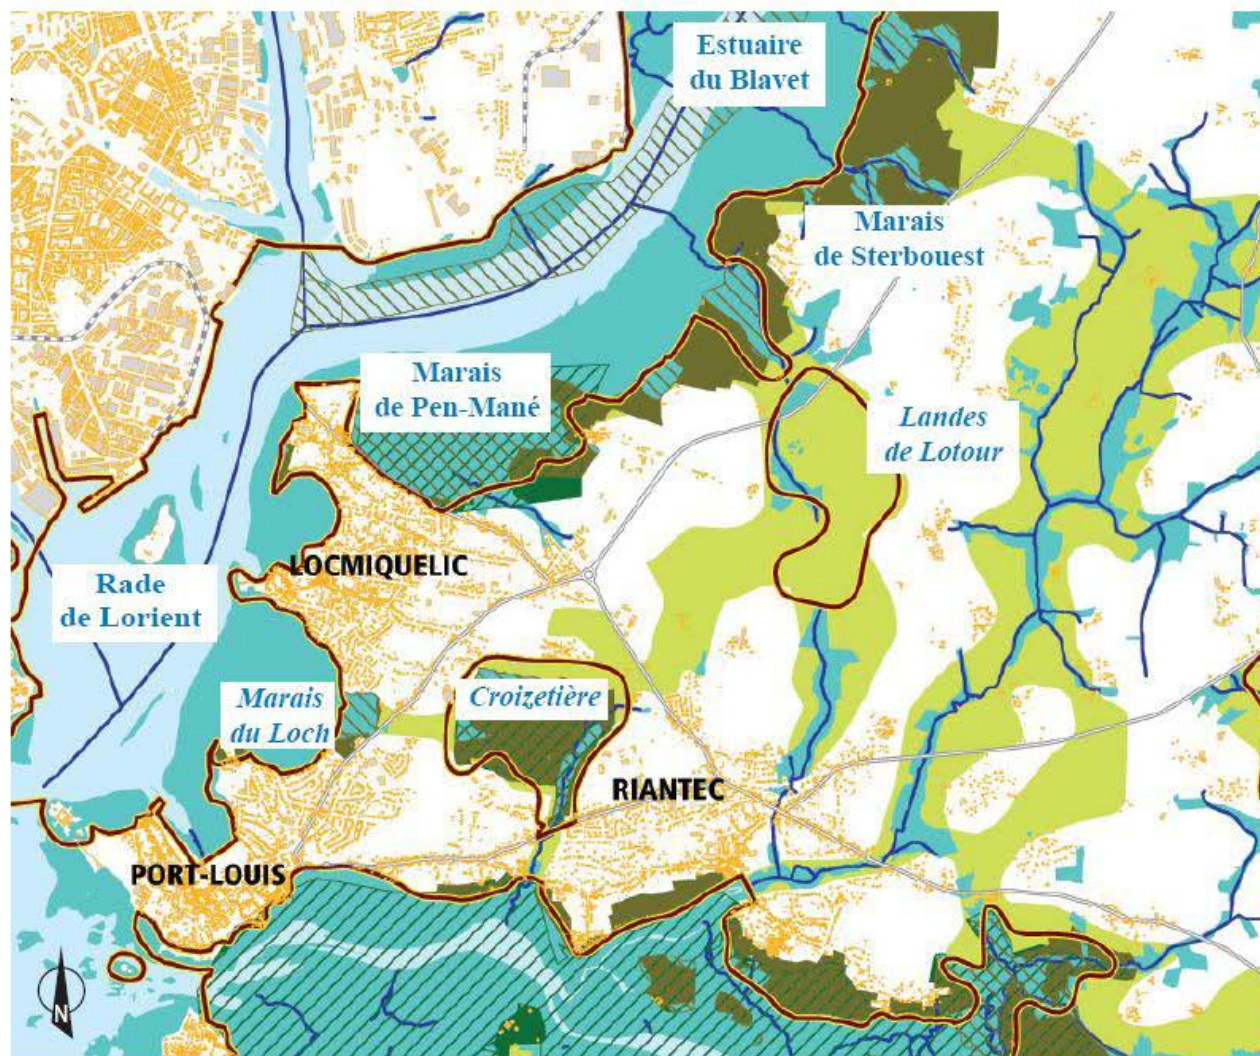 Estuaire
du Blavet
Marais
de Sterbouest
Marais
de Pen-Mané
Landes
de Lotour
LOCMIQUELIC
Rade
de Lorient
Marais
du Loch
Croizetière
RIANTEC
PORT-LOUIS
N